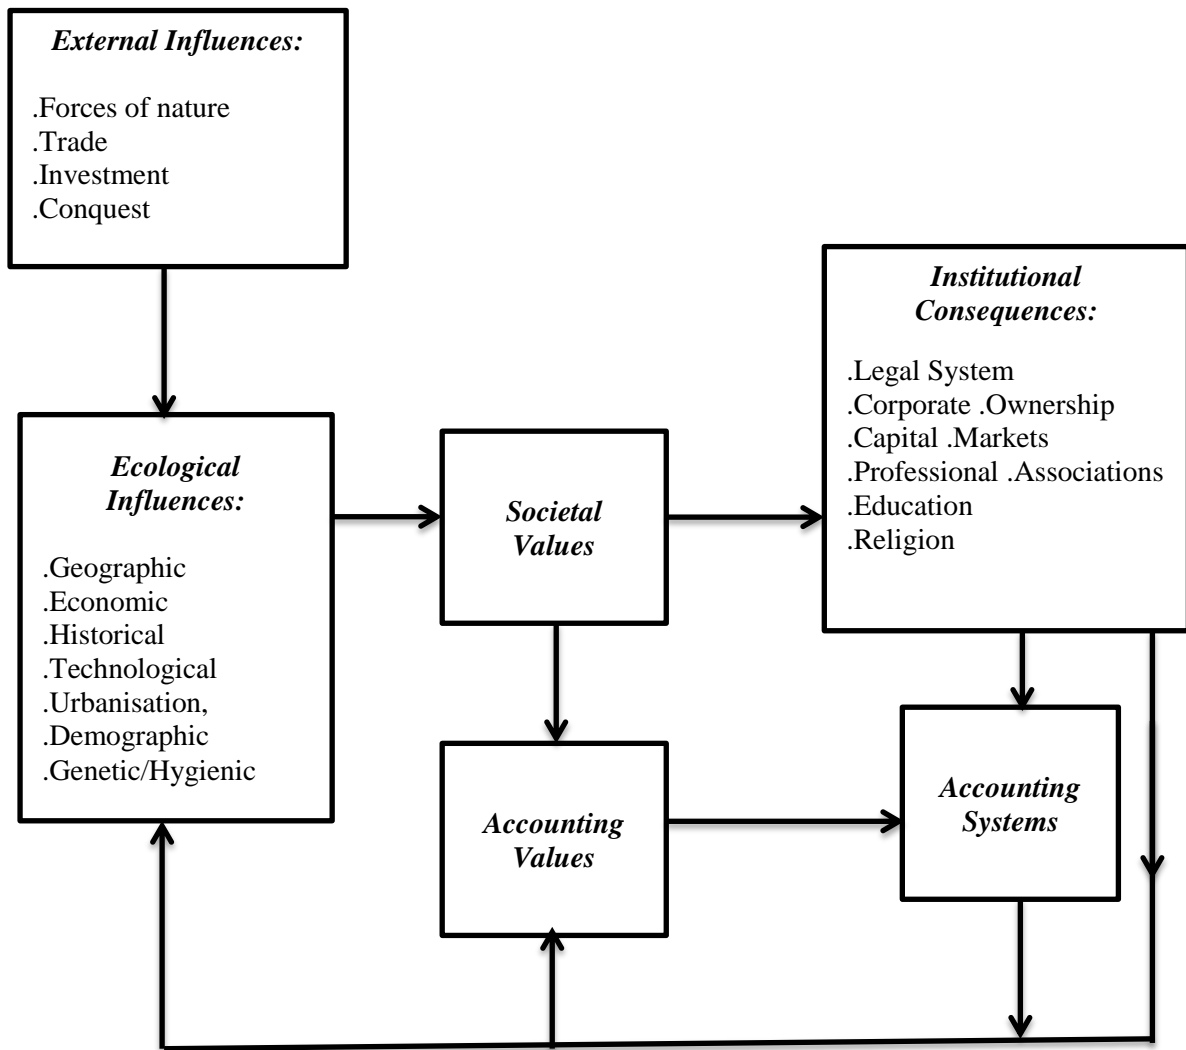 External Influences:
.Forces of nature
.Trade
.Investment
.Conquest
Institutional
Consequences:
.Legal System
.Corporate .Ownership
.Capital .Markets
.Professional .Associations
.Education
.Religion
Ecological
Influences:
.Geographic
.Economic
.Historical
.Technological
.Urbanisation,
.Demographic
.Genetic/Hygienic
Societal
Values
Accounting
Values
Accounting
Systems